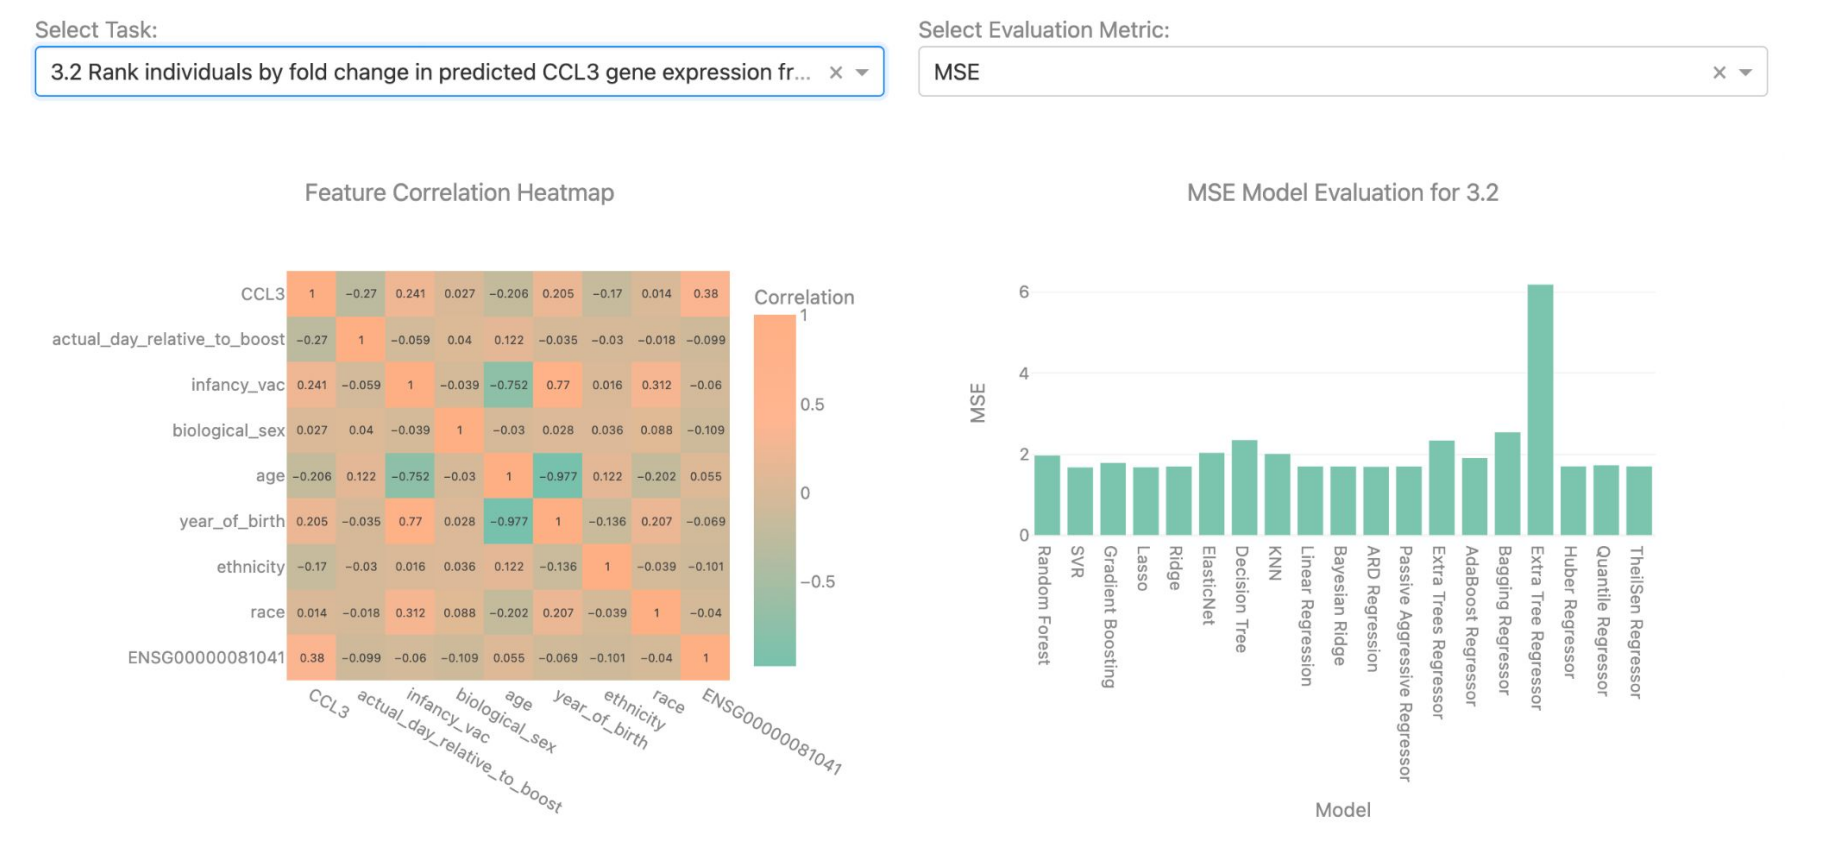 Select Task:
Select Evaluation Metric:
3.2 Rank individuals by fold change in predicted CCL3 gene expression fr...
MSE
Feature Correlation Heatmap
MSE Model Evaluation for 3.2
CCL3 1 −0.27 0.241 0.027 −0.206 0.205 −0.17 0.014 0.38
actual_day_relative_to_boost −0.27 1 −0.059 0.04 0.122 −0.035 −0.03 −0.018 −0.099
infancy_vac 0.241 −0.059 1 −0.039 −0.752 0.77 0.016 0.312 −0.06
biological_sex 0.027 0.04 −0.039 1 −0.03 0.028 0.036 0.088 −0.109
age −0.206 0.122 −0.752 −0.03 1 −0.977 0.122 −0.202 0.055
year_of_birth 0.205 −0.035 0.77 0.028 −0.977 1 −0.136 0.207 −0.069
ethnicity −0.17 −0.03 0.016 0.036 0.122 −0.136 1 −0.039 −0.101
race 0.014 −0.018 0.312 0.088 −0.202 0.207 −0.039 1 −0.04
ENSG00000081041 0.38 −0.099 −0.06 −0.109 0.055 −0.069 −0.101 −0.04 1
CCL3
actual_day_relative_to_boost
infancy_vac
biological_sex
age
year_of_birth
ethnicity
race
ENSG00000081041
Correlation
1
0.5
0
−0.5
MSE
6
4
2
0
Random Forest
SVR
Gradient Boosting
Lasso
Ridge
ElasticNet
Decision Tree
KNN
Linear Regression
Bayesian Ridge
ARD Regression
Passive Aggressive Regressor
Extra Trees Regressor
AdaBoost Regressor
Bagging Regressor
Extra Tree Regressor
Huber Regressor
Quantile Regressor
TheilSen Regressor
Model